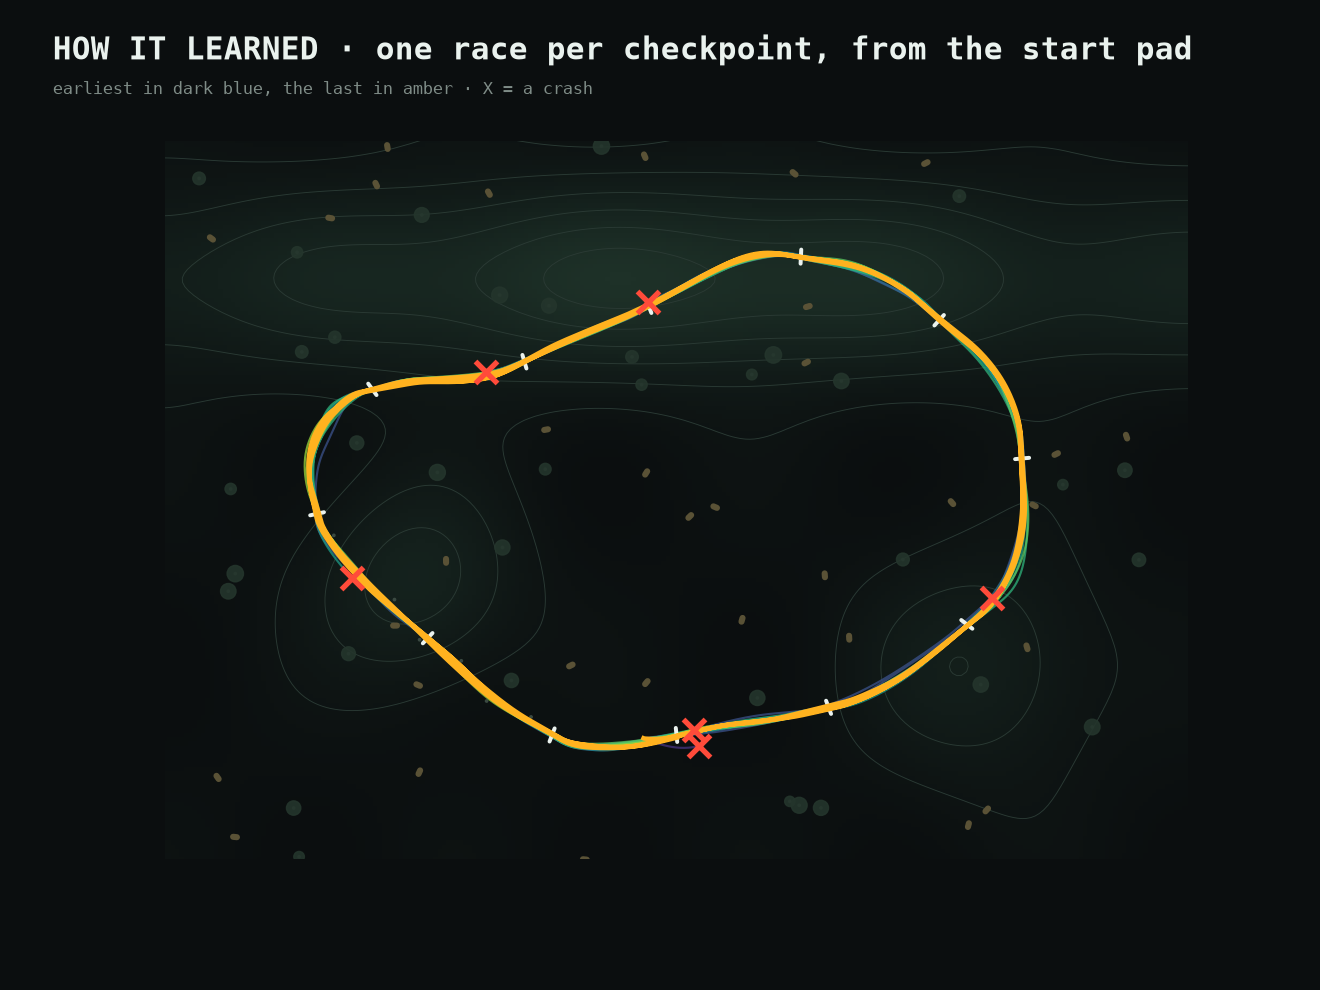 HOW IT LEARNED · one race per checkpoint, from the start pad
earliest in dark blue, the last in amber · X = a crash